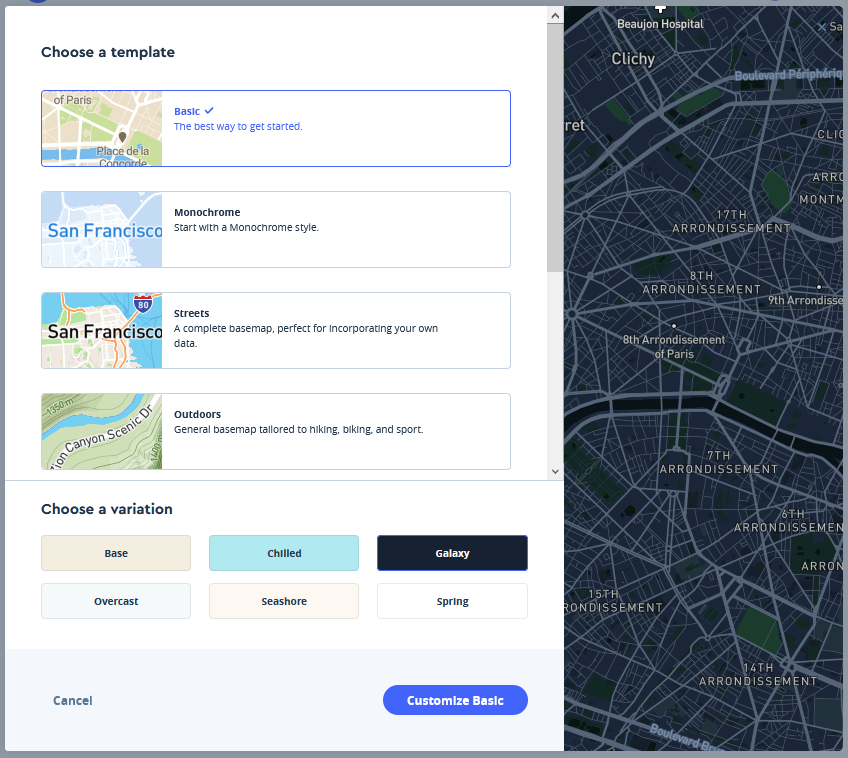 Choose a template
of Paris
Place de la
Concorde
Basic
The best way to get started.
San Francisco
Monochrome
Start with a Monochrome style.
80
San Francisco
Streets
A complete basemap, perfect for incorporating your own
data.
1350 m
Canyon Scenic Dr
Outdoors
General basemap tailored to hiking, biking, and sport.
Choose a variation
Base
Chilled
Galaxy
Overcast
Seashore
Spring
Cancel
Customize Basic
Beaujon Hospital
Sa
Clichy
Boulevard Périphériq
ret
CLIC
ARRO
MONTM
17TH
ARRONDISSEMENT
8TH
ARRONDISSEMENT
9th Arrondisse
8th Arrondissement
of Paris
7TH
ARRONDISSEMENT
6TH
ARRONDISSEMEN
ARRON
15TH
RONDISSEMENT
14TH
ARRONDISSEMENT
Boulevard Bru